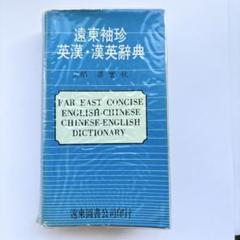 遠東袖珍
英漢・漢英辭典
FAR EAST CONCISE
ENGLISH-CHINESE
CHINESE-ENGLISH
DICTIONARY
遠東圖書公司印行